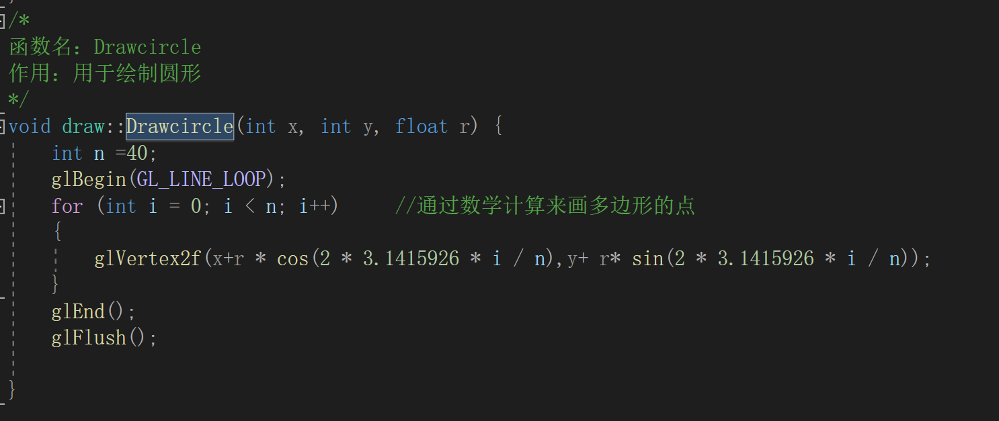 /*
函数名：Drawcircle
作用：用于绘制圆形
*/
void draw::Drawcircle(int x, int y, float r) {
int n =40;
glBegin(GL_LINE_LOOP);
for (int i = 0; i < n; i++) //通过数学计算来画多边形的点
{
glVertex2f(x+r * cos(2 * 3.1415926 * i / n),y+ r* sin(2 * 3.1415926 * i / n));
}
glEnd();
glFlush();
}